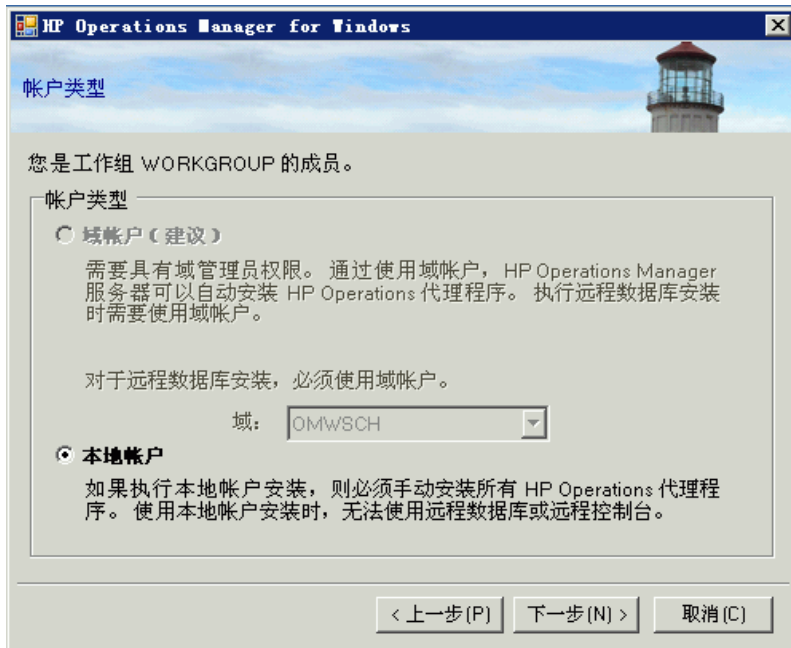 HP Operations Manager for Windows
帐户类型
您是工作组 WORKGROUP 的成员。
帐户类型
域帐户(建议)
需要具有域管理员权限。 通过使用域帐户,HP Operations Manager
服务器可以自动安装 HP Operations 代理程序。 执行远程数据库安装
时需要使用域帐户。
对于远程数据库安装,必须使用域帐户。
域: OMWSCH
本地帐户
如果执行本地帐户安装,则必须手动安装所有 HP Operations 代理程
序。 使用本地帐户安装时,无法使用远程数据库或远程控制台。
< 上一步(P) 下一步(N) > 取消(C)